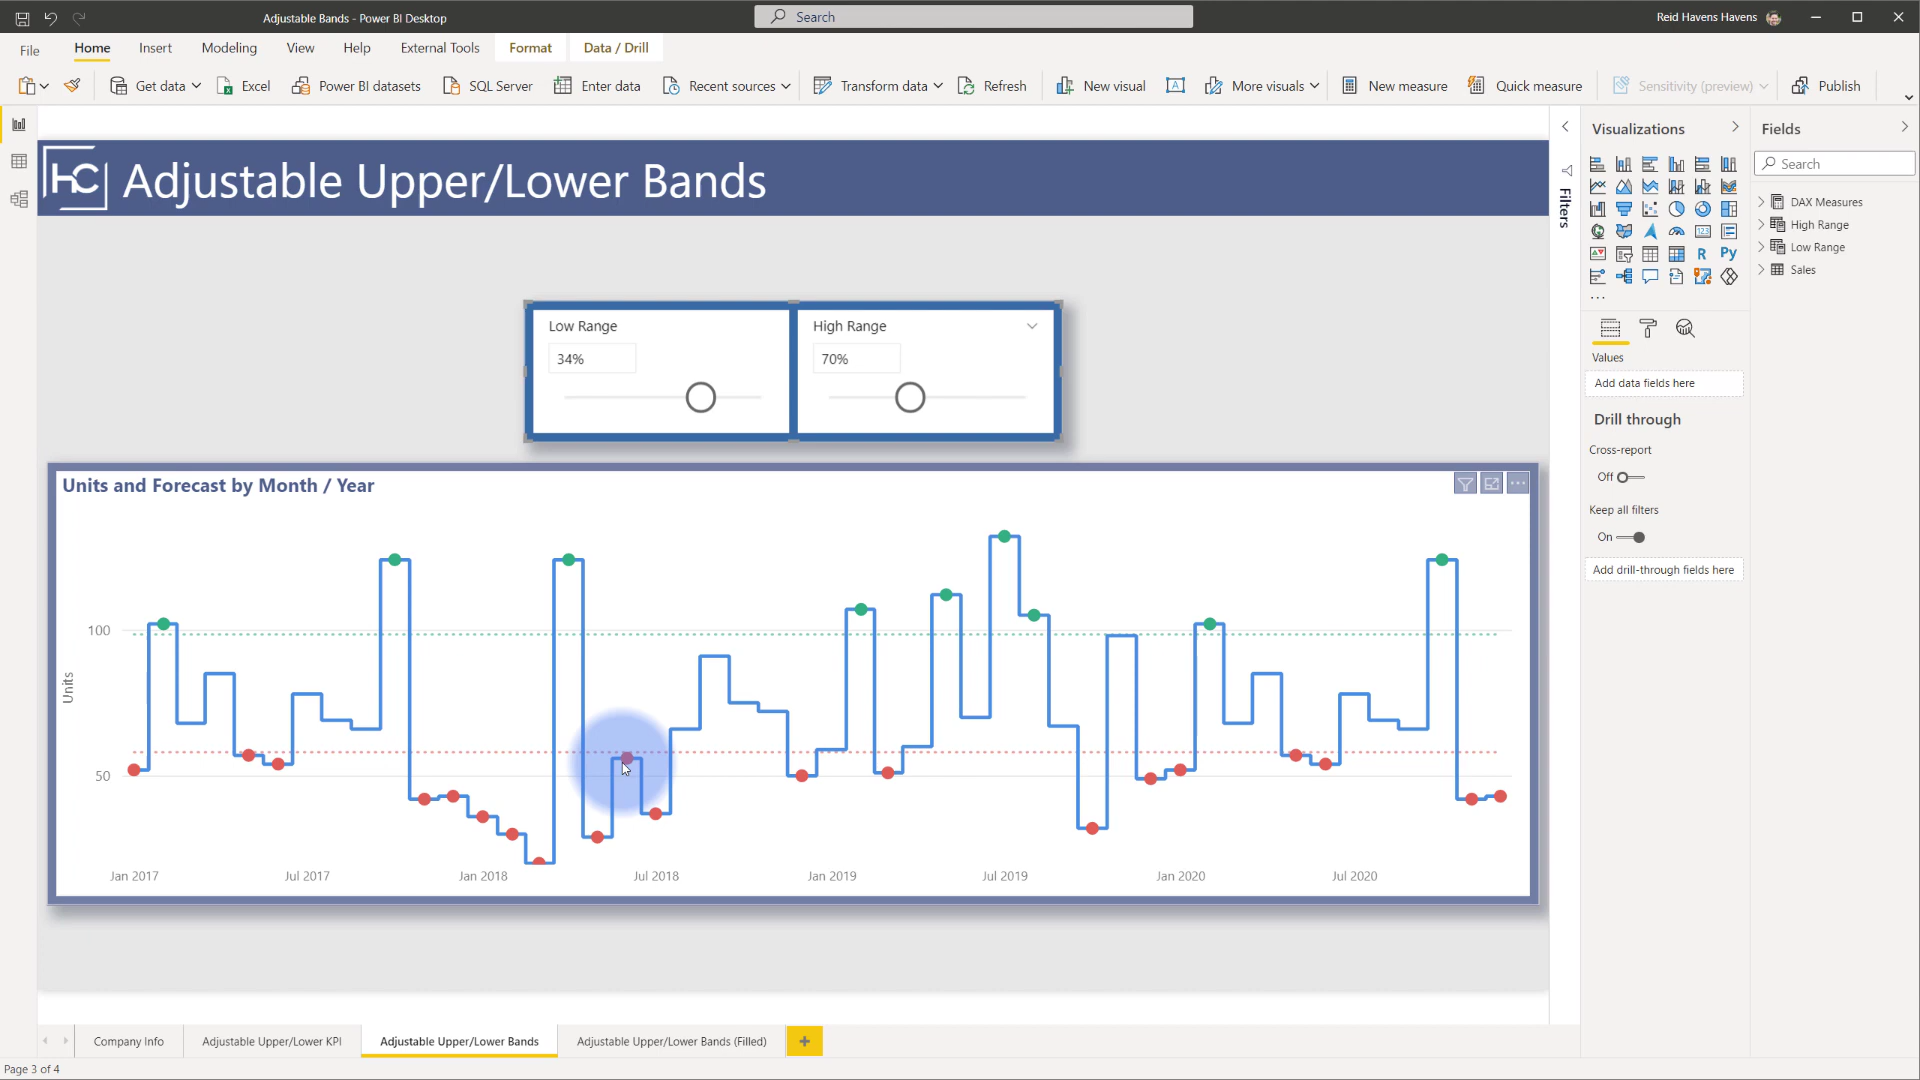 Adjustable Bands - Power BI Desktop
Search
Reid Havens Havens
File
Home
Insert
Modeling
View
Help
External Tools
Format
Data / Drill
Get data
Excel
Power BI datasets
SQL Server
Enter data
Recent sources
Transform data
Refresh
New visual
More visuals
New measure
Quick measure
Sensitivity (preview)
Publish
HC
Adjustable Upper/Lower Bands
Low Range
34%
High Range
70%
Units and Forecast by Month / Year
Units
100
50
Jan 2017
Jul 2017
Jan 2018
Jul 2018
Jan 2019
Jul 2019
Jan 2020
Jul 2020
Filters
Visualizations
123
R
Py
Values
Add data fields here
Drill through
Cross-report
Off
Keep all filters
On
Add drill-through fields here
Fields
Search
DAX Measures
High Range
Low Range
Sales
Company Info
Adjustable Upper/Lower KPI
Adjustable Upper/Lower Bands
Adjustable Upper/Lower Bands (Filled)
Page 3 of 4